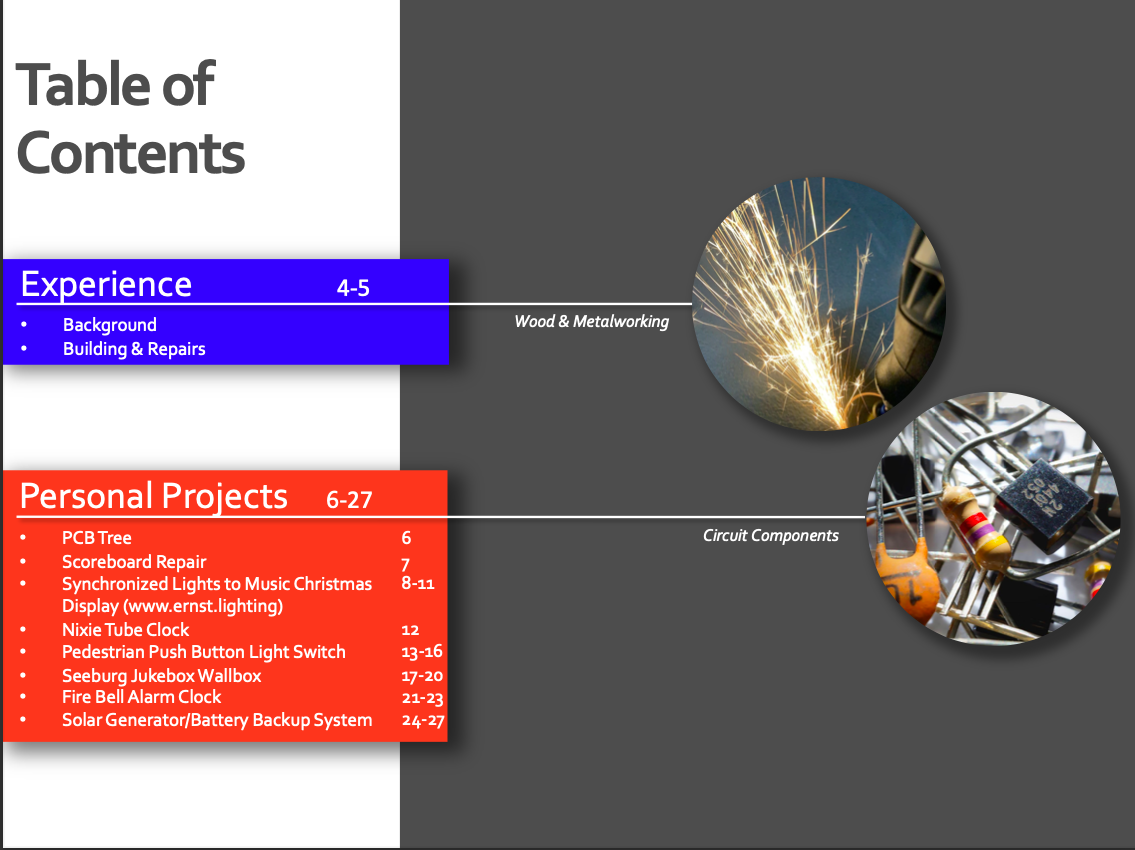 Table of
Contents
Experience 4-5
• Background
• Building & Repairs
Wood & Metalworking
Personal Projects 6-27
• PCB Tree 6
• Scoreboard Repair 7
• Synchronized Lights to Music Christmas 8-11
Display (www.ernst.lighting)
• Nixie Tube Clock 12
• Pedestrian Push Button Light Switch 13-16
• Seeburg Jukebox Wallbox 17-20
• Fire Bell Alarm Clock 21-23
• Solar Generator/Battery Backup System 24-27
Circuit Components